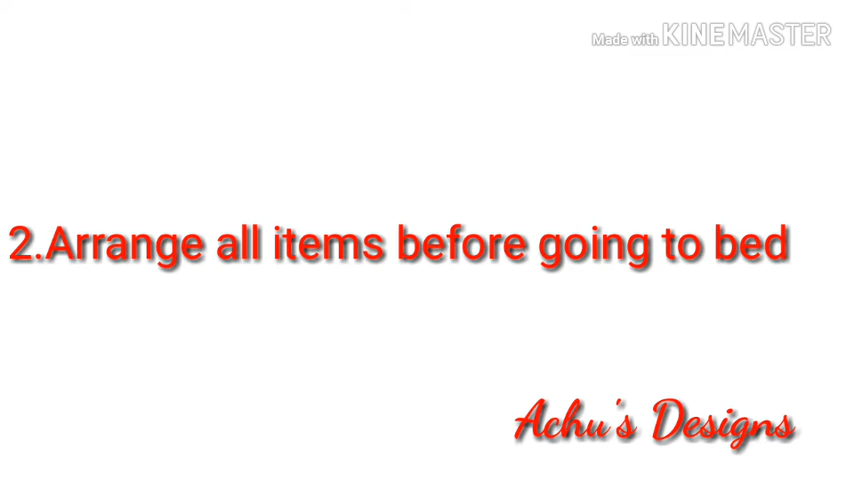 Made with KINEMASTER
2.Arrange all items before going to bed
Achu's Designs